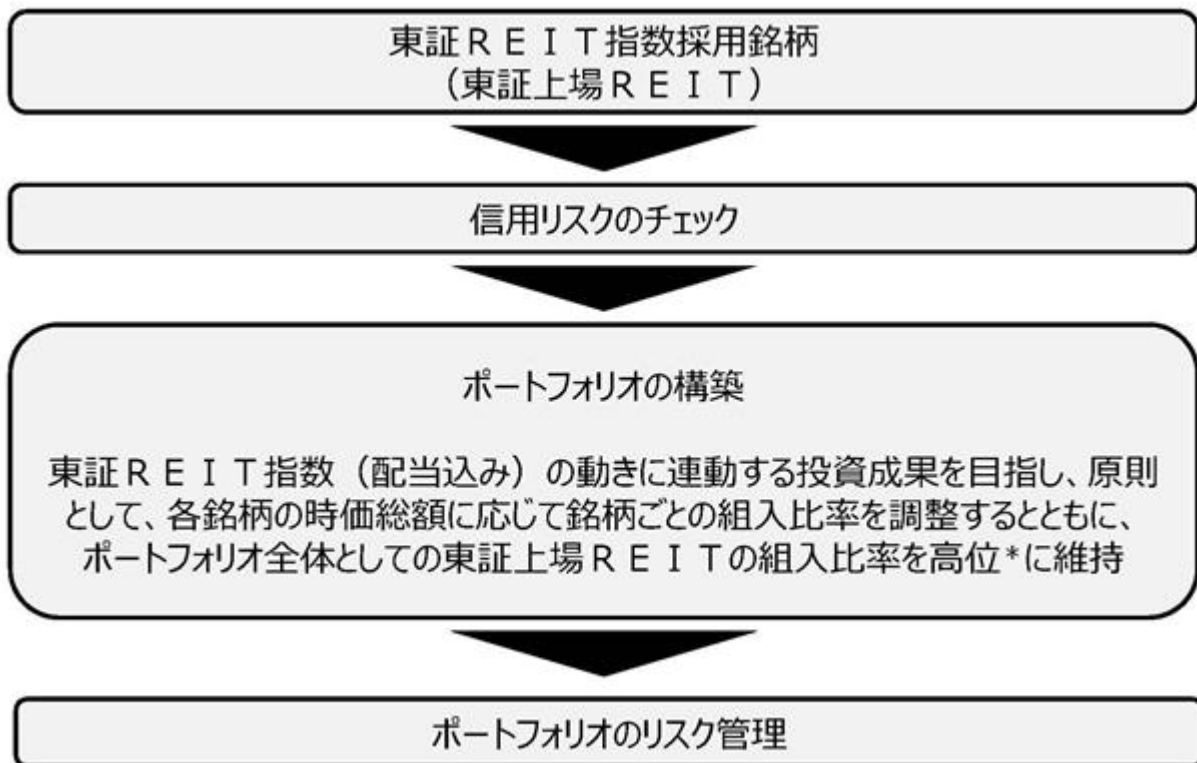 東証ＲＥＩＴ指数採用銘柄
（東証上場ＲＥＩＴ）
信用リスクのチェック
ポートフォリオの構築
東証ＲＥＩＴ指数（配当込み）の動きに連動する投資成果を目指し、原則
として、各銘柄の時価総額に応じて銘柄ごとの組入比率を調整するとともに、
ポートフォリオ全体としての東証上場ＲＥＩＴの組入比率を高位*に維持
ポートフォリオのリスク管理